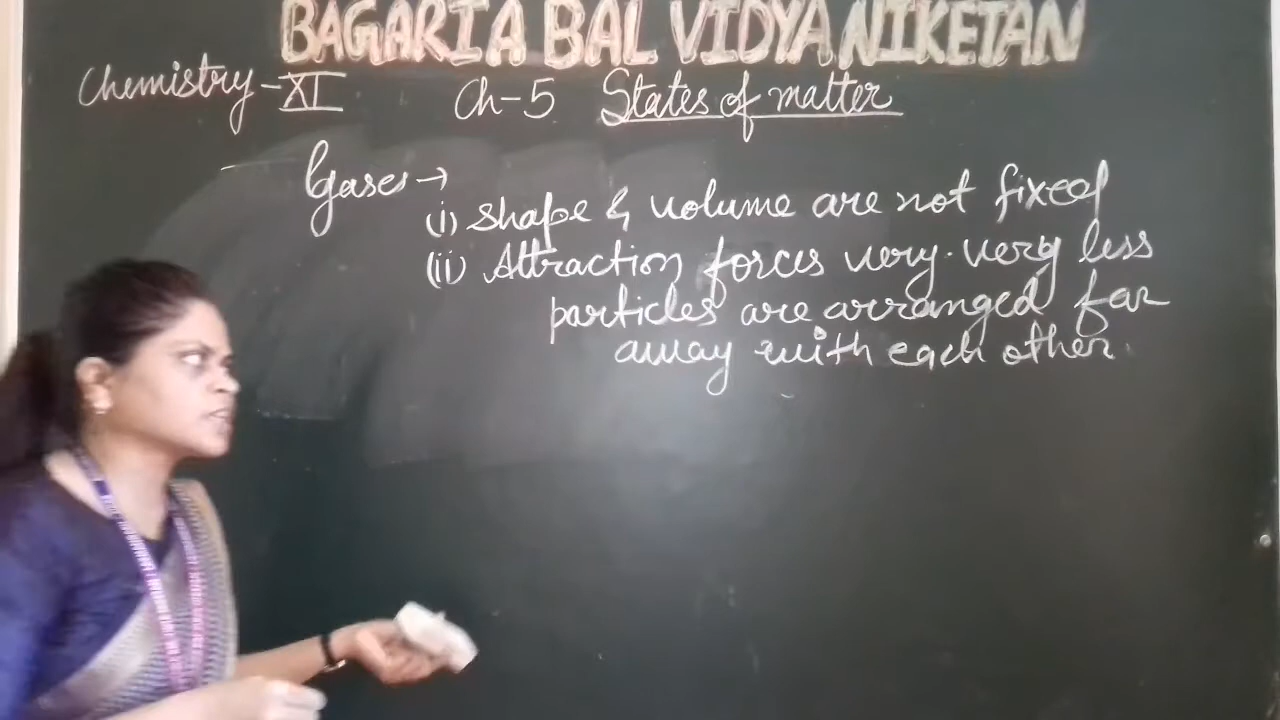 BAGARIA BAL VIDYA NIKETAN
Chemistry-XI Ch-5 States of matter
Gases →
(i) shape & volume are not fixed
(ii) Attraction forces very. very less
particles are arranged far
away with each other.